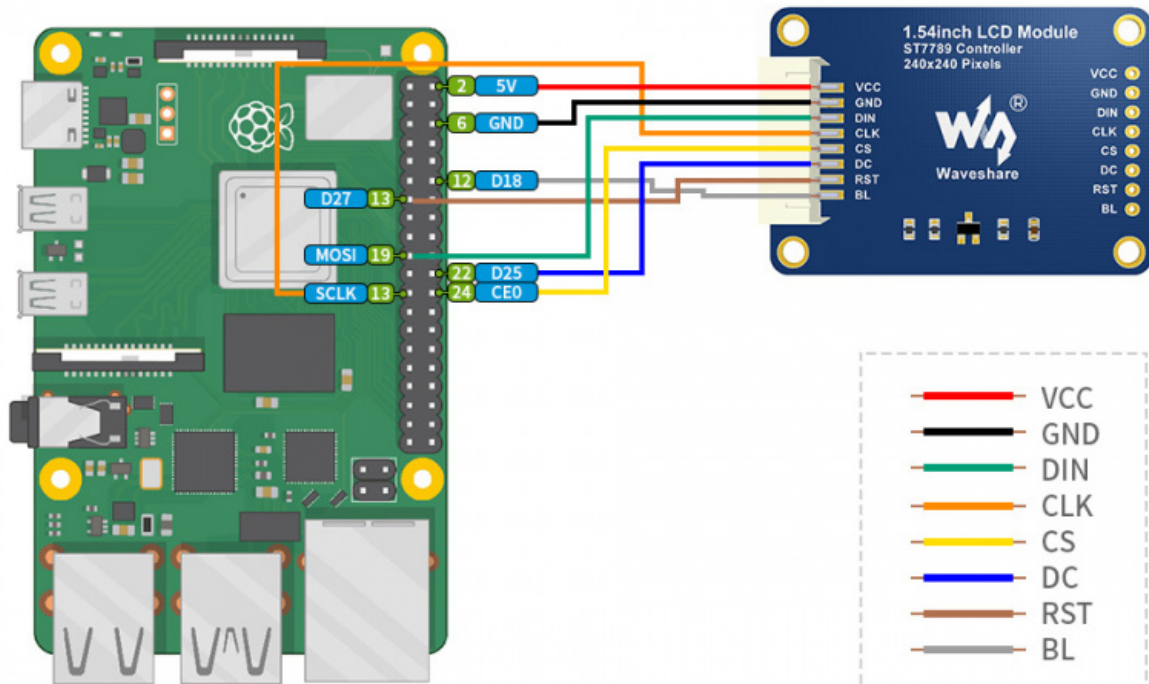 1.54inch LCD Module
ST7789 Controller
240x240 Pixels
2 5V
6 GND
12 D18
D27 13
MOSI 19
22 D25
SCLK 13
24 CE0
VCC
GND
DIN
CLK
CS
DC
RST
BL
®
Waveshare
VCC
GND
DIN
CLK
CS
DC
RST
BL
VCC
GND
DIN
CLK
CS
DC
RST
BL